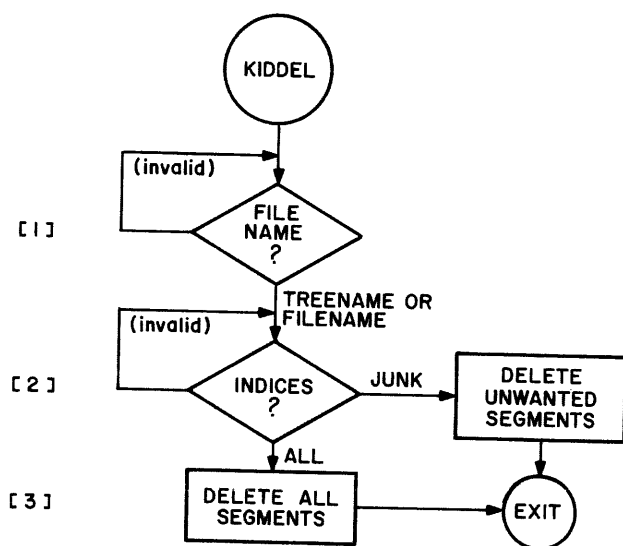 KIDDEL
(invalid)
[1]
FILE
NAME
?
TREENAME OR
FILENAME
(invalid)
[2]
INDICES
?
JUNK
DELETE
UNWANTED
SEGMENTS
ALL
[3]
DELETE ALL
SEGMENTS
EXIT